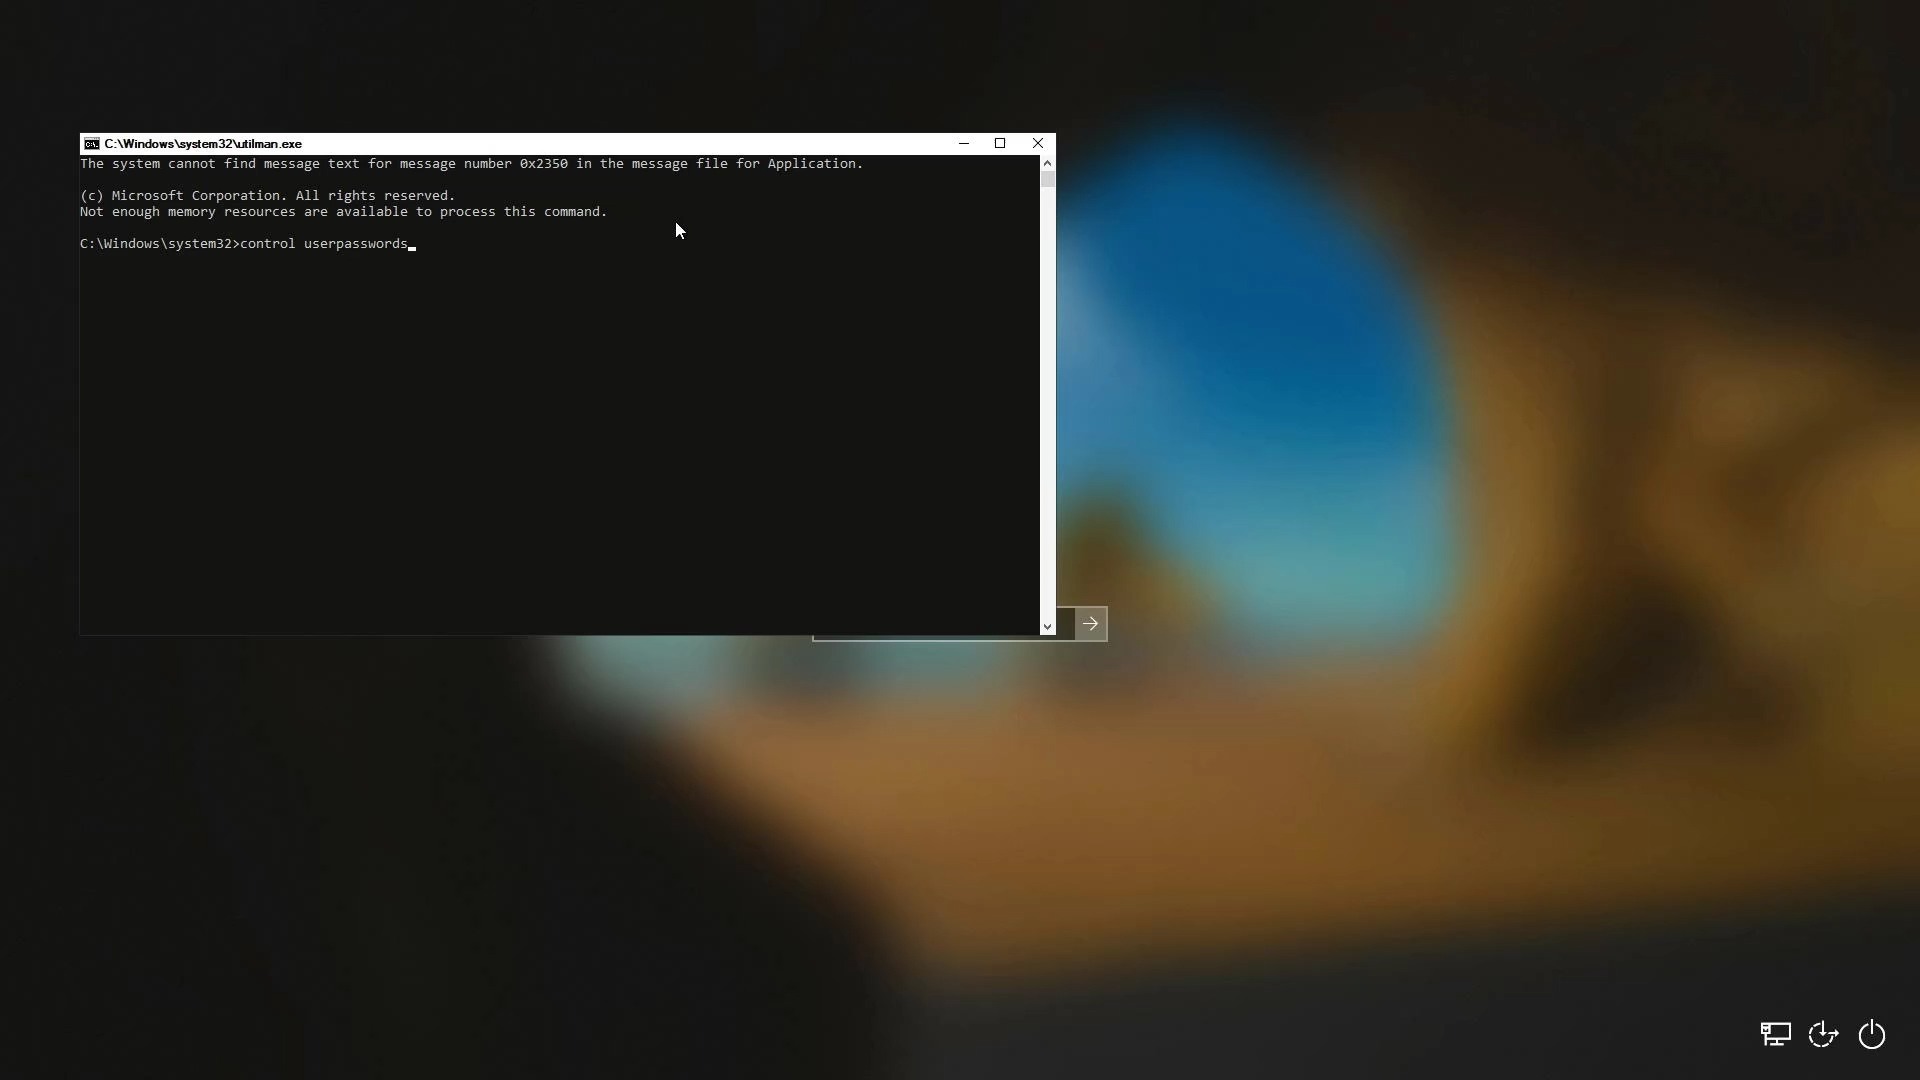 C:\Windows\system32\utilman.exe
The system cannot find message text for message number 0x2350 in the message file for Application.
(c) Microsoft Corporation. All rights reserved.
Not enough memory resources are available to process this command.
C:\Windows\system32>control userpasswords